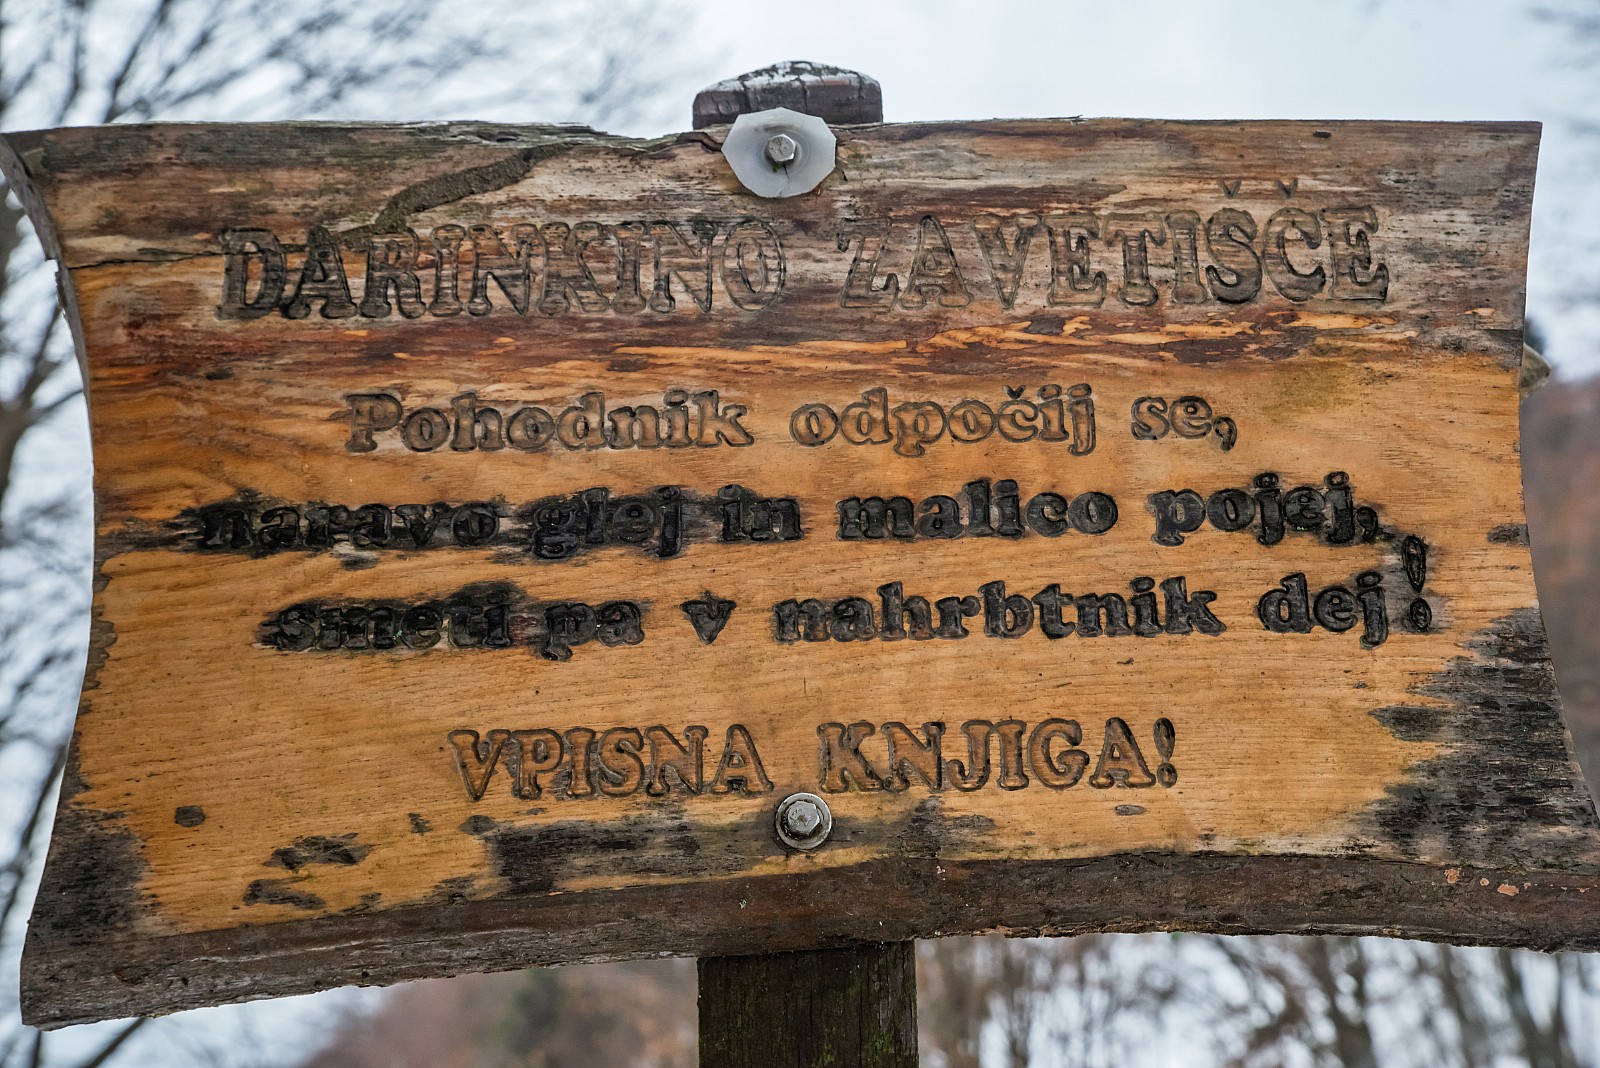 DARINKINO ZAVETIŠČE
Pohodnik odpočij se,
naravo glej in malico pojej,
smeti pa v nahrbtnik dej!
VPISNA KNJIGA!